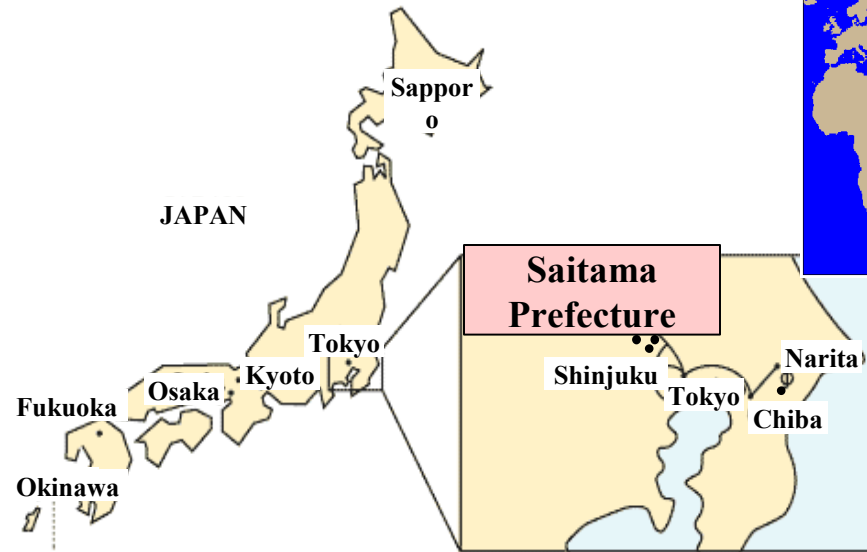 Sappor
o
JAPAN
Saitama
Prefecture
Tokyo
Narita
Shinjuku
Kyoto
Osaka
Tokyo
Fukuoka
Chiba
Okinawa